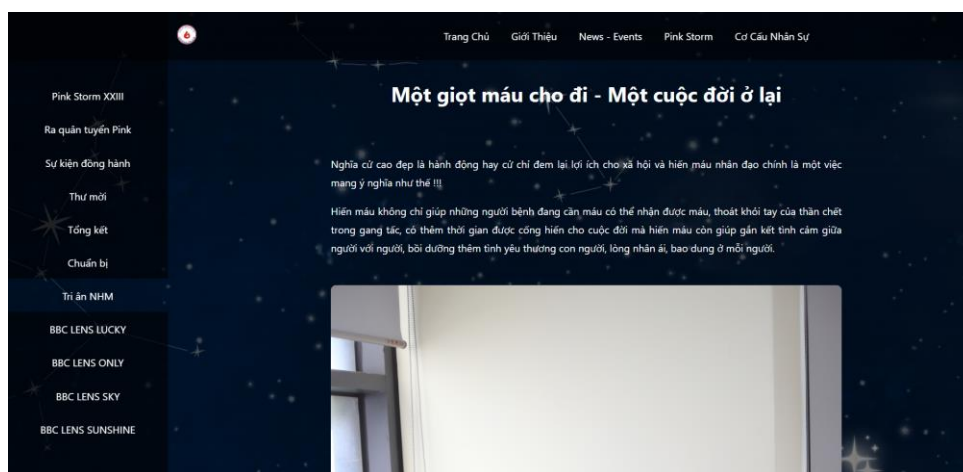 Trang Chủ Giới Thiệu News - Events Pink Storm Cơ Cấu Nhân Sự
Pink Storm XXIII
Ra quân tuyển Pink
Sự kiện đồng hành
Thư mời
Tổng kết
Chuẩn bị
Tri ân NHM
BBC LENS LUCKY
BBC LENS ONLY
BBC LENS SKY
BBC LENS SUNSHINE
Một giọt máu cho đi - Một cuộc đời ở lại
Nghĩa cử cao đẹp là hành động hay cử chỉ đem lại lợi ích cho xã hội và hiến máu nhân đạo chính là một việc
mang ý nghĩa như thế !!!
Hiến máu không chỉ giúp những người bệnh đang cần máu có thể nhận được máu, thoát khỏi tay của thần chết
trong gang tấc, có thêm thời gian được cống hiến cho cuộc đời mà hiến máu còn giúp gắn kết tình cảm giữa
người với người, bồi dưỡng thêm tình yêu thương con người, lòng nhân ái, bao dung ở mỗi người.